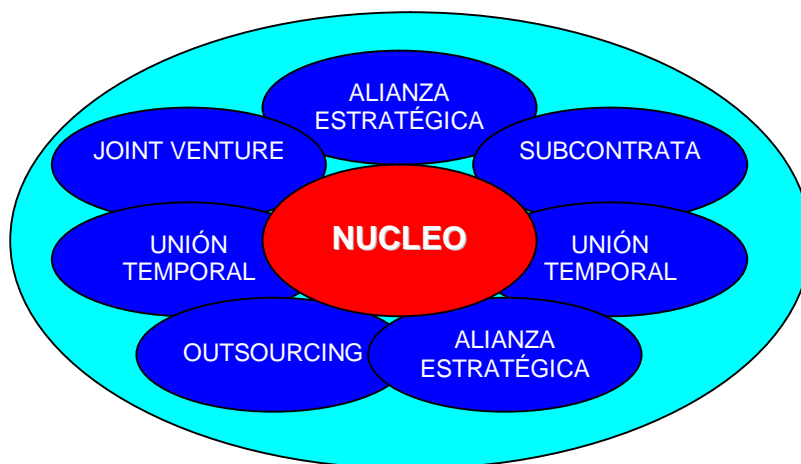 ALIANZA
ESTRATÉGICA
JOINT VENTURE
SUBCONTRATA
NUCLEO
UNIÓN
TEMPORAL
UNIÓN
TEMPORAL
OUTSOURCING
ALIANZA
ESTRATÉGICA